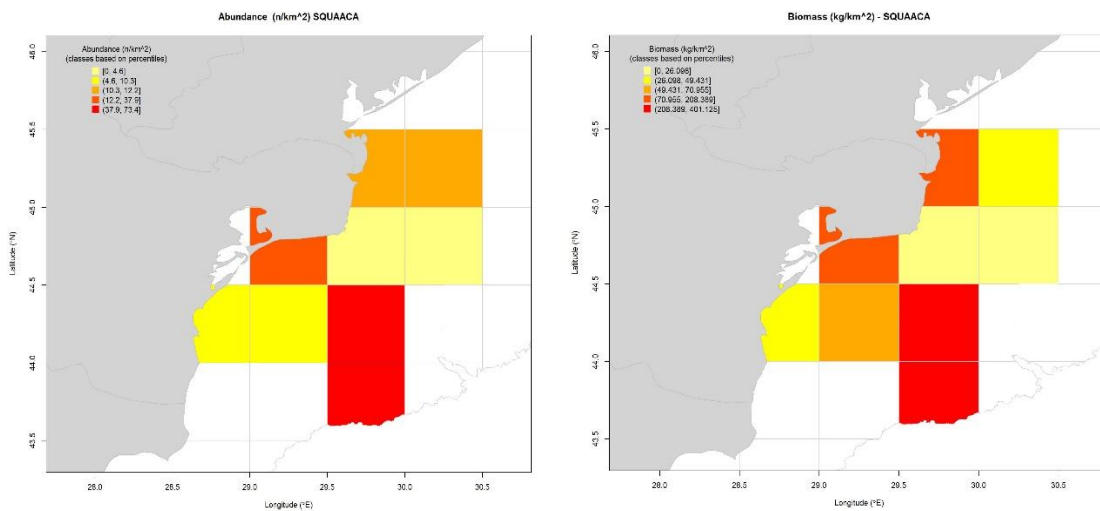 Abundance (n/km^2) SQUAACA
Abundance (n/km^2)
(classes based on percentiles)
[0, 4.6]
(4.6, 10.3]
(10.3, 12.2]
(12.2, 37.9]
(37.9, 73.4]
46.0
45.5
45.0
44.5
44.0
43.5
Latitude (°N)
28.0 28.5 29.0 29.5 30.0 30.5
Longitude (°E)
Biomass (kg/km^2) - SQUAACA
Biomass (kg/km^2)
(classes based on percentiles)
[0, 26.098]
(26.098, 49.431]
(49.431, 70.955]
(70.955, 208.389]
(208.389, 401.125]
46.0
45.5
45.0
44.5
44.0
43.5
Latitude (°N)
28.0 28.5 29.0 29.5 30.0 30.5
Longitude (°E)